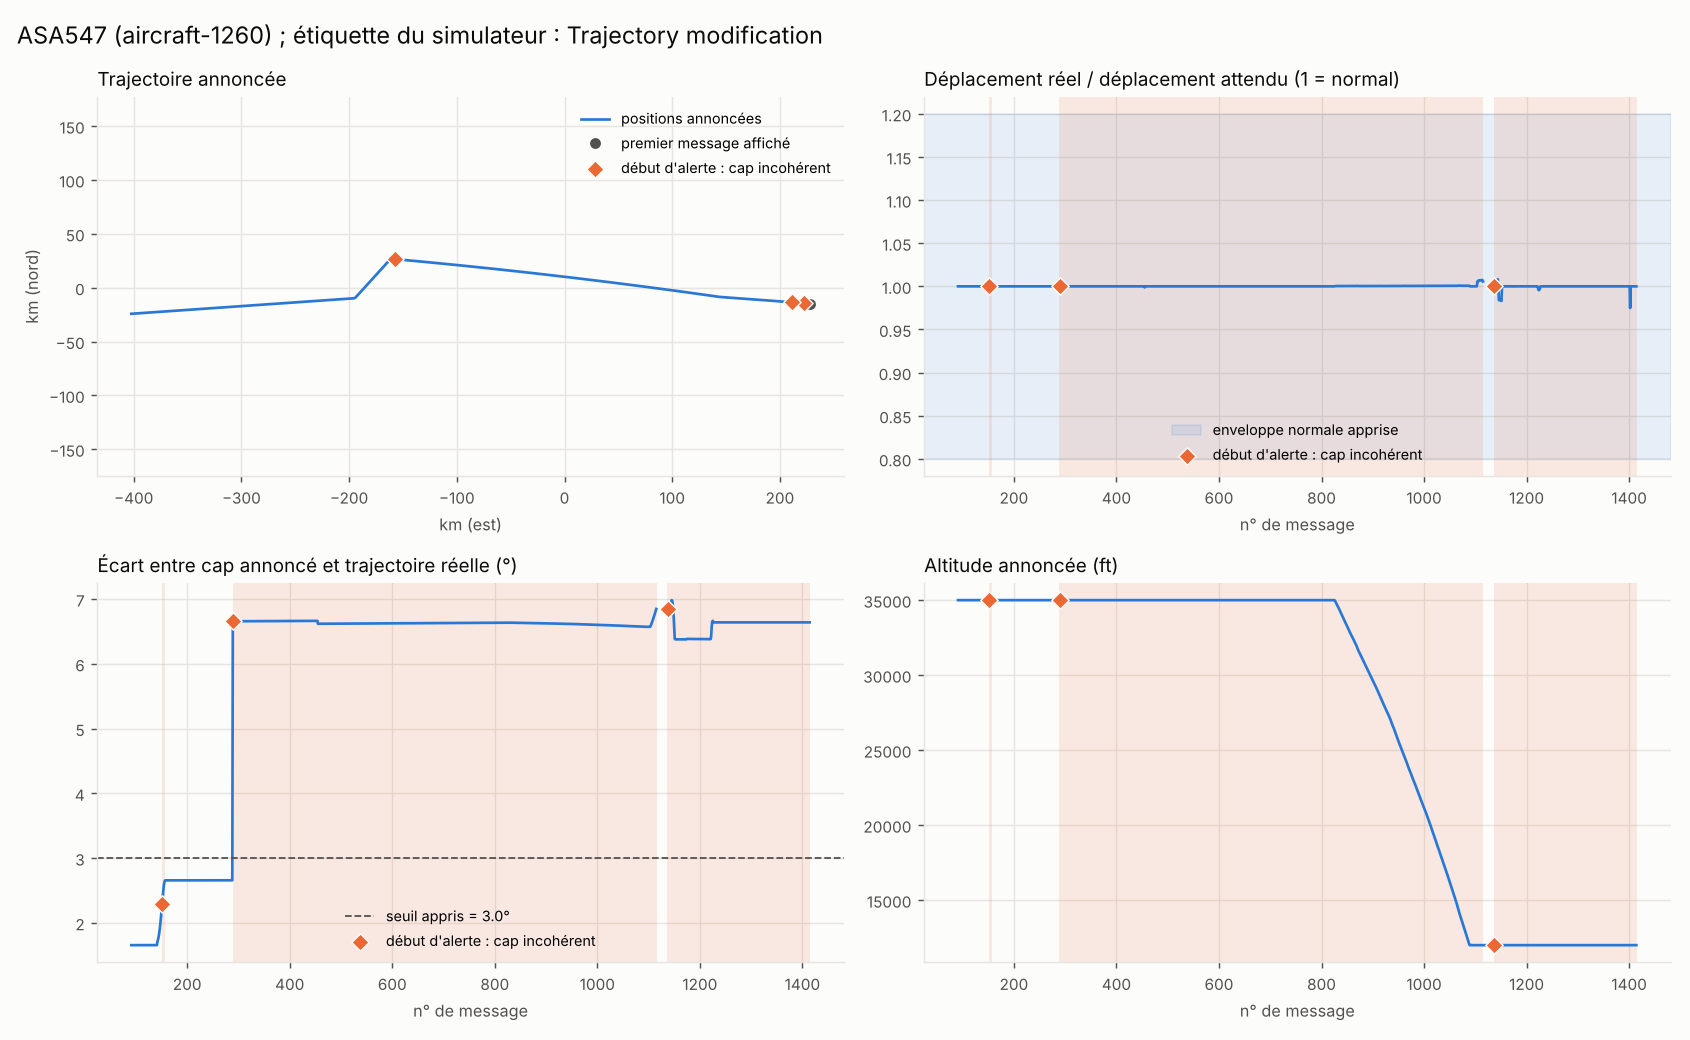 ASA547 (aircraft-1260) ; étiquette du simulateur : Trajectory modification
Trajectoire annoncée
positions annoncées
premier message affiché
début d'alerte : cap incohérent
150
100
50
0
−50
−100
−150
km (nord)
−400 −300 −200 −100 0 100 200
km (est)
Déplacement réel / déplacement attendu (1 = normal)
1.20
1.15
1.10
1.05
1.00
0.95
0.90
0.85
0.80
enveloppe normale apprise
début d'alerte : cap incohérent
200 400 600 800 1000 1200 1400
n° de message
Écart entre cap annoncé et trajectoire réelle (°)
7
6
5
4
3
2
seuil appris = 3.0°
début d'alerte : cap incohérent
200 400 600 800 1000 1200 1400
n° de message
Altitude annoncée (ft)
35000
30000
25000
20000
15000
200 400 600 800 1000 1200 1400
n° de message